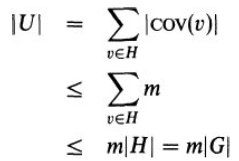 |U| = ∑_{v∈H} |COV(v)|
≤ ∑_{v∈H} m
≤ m|H| = m|G|